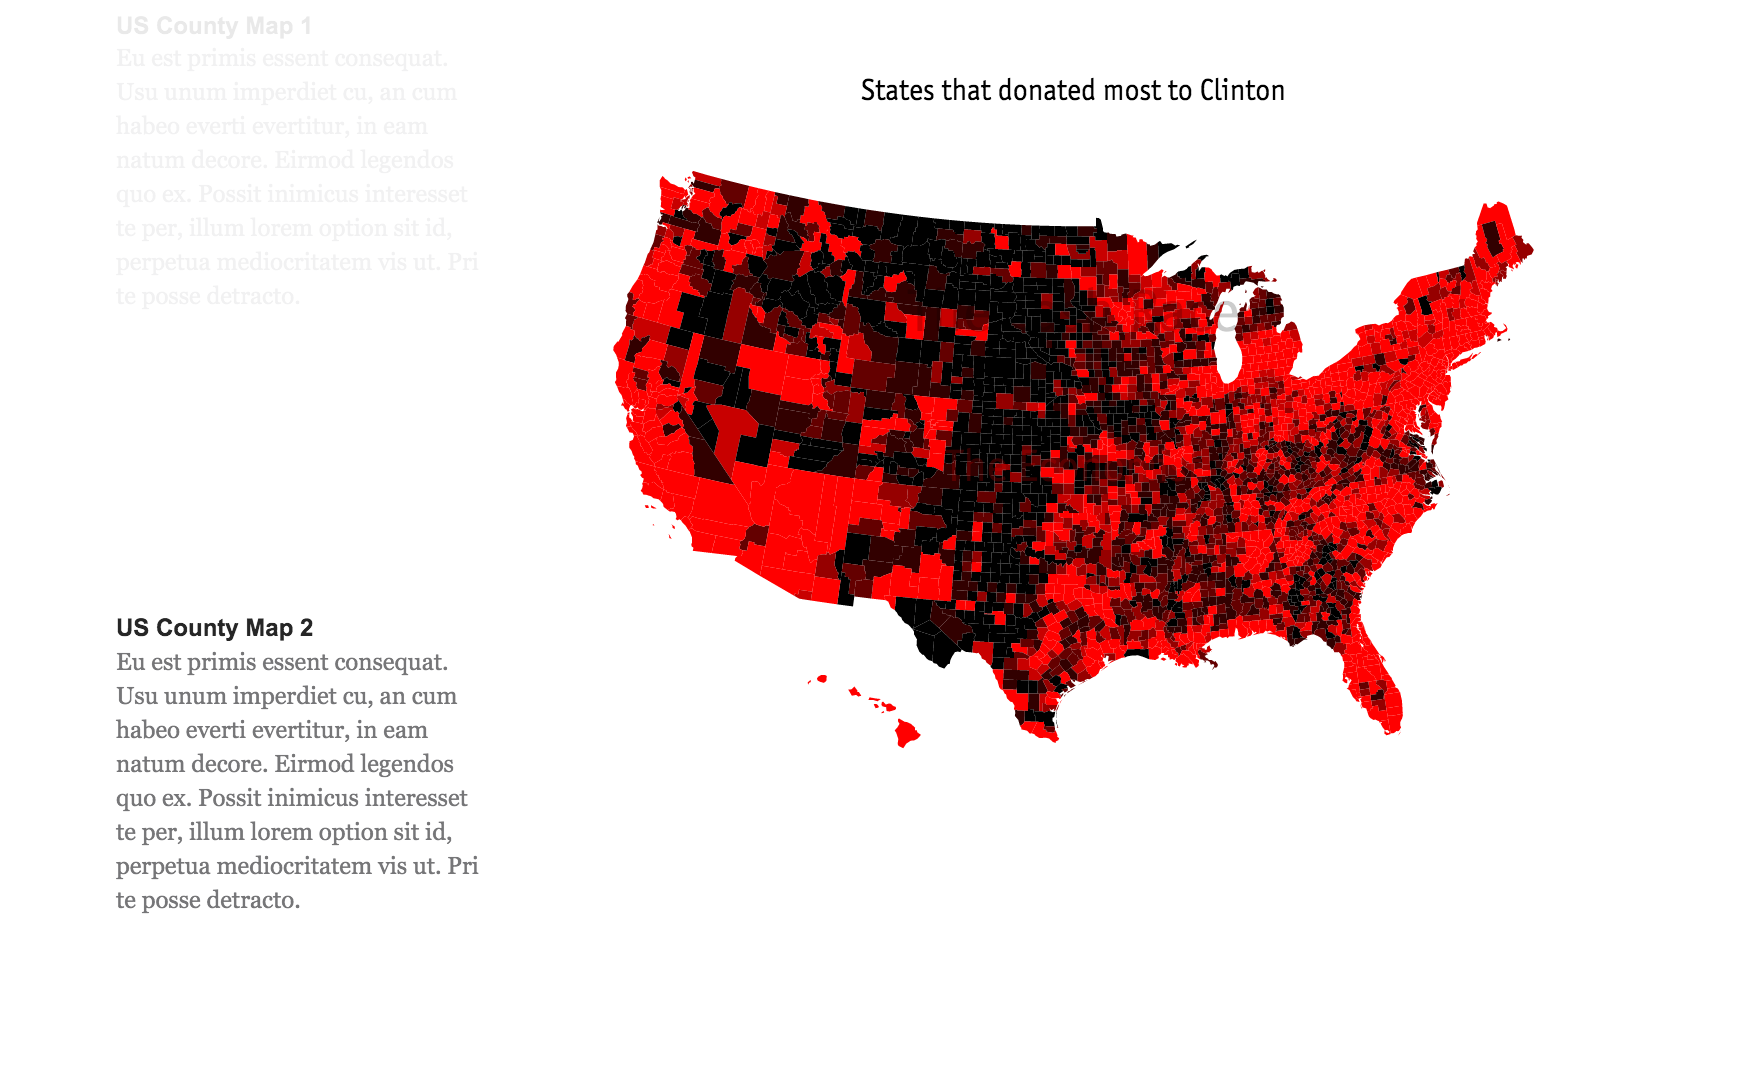 US County Map 1
Eu est primis essent consequat.
Usu unum imperdiet cu, an cum
habeo everti evertitur, in eam
natum decore. Eirmod legendos
quo ex. Possit inimicus interesset
te per, illum lorem option sit id,
perpetua mediocritatem vis ut. Pri
te posse detracto.
States that donated most to Clinton
US County Map 2
Eu est primis essent consequat.
Usu unum imperdiet cu, an cum
habeo everti evertitur, in eam
natum decore. Eirmod legendos
quo ex. Possit inimicus interesset
te per, illum lorem option sit id,
perpetua mediocritatem vis ut. Pri
te posse detracto.